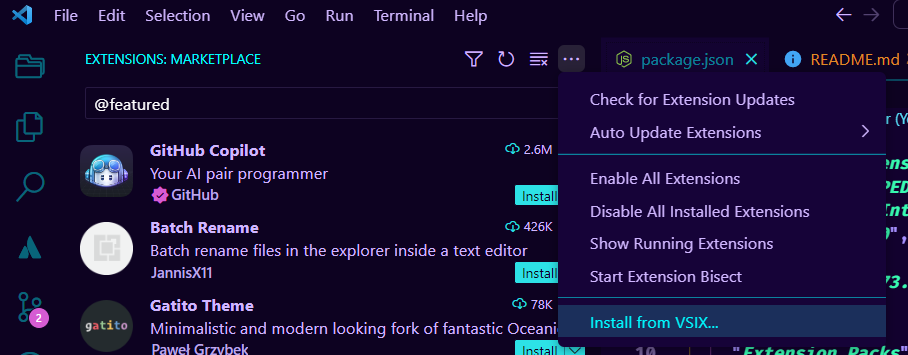 File Edit Selection View Go Run Terminal Help
EXTENSIONS: MARKETPLACE
package.json
README.md
@featured
GitHub Copilot 2.6M
Your AI pair programmer
GitHub
Install
Batch Rename 426K
Batch rename files in the explorer inside a text editor
JannisX11
Install
gatito
Gatito Theme 78K
Minimalistic and modern looking fork of fantastic Oceani
Paweł Grzybek
Install
Check for Extension Updates
Auto Update Extensions
Enable All Extensions
Disable All Installed Extensions
Show Running Extensions
Start Extension Bisect
Install from VSIX...
2
10
"Extension Packs"